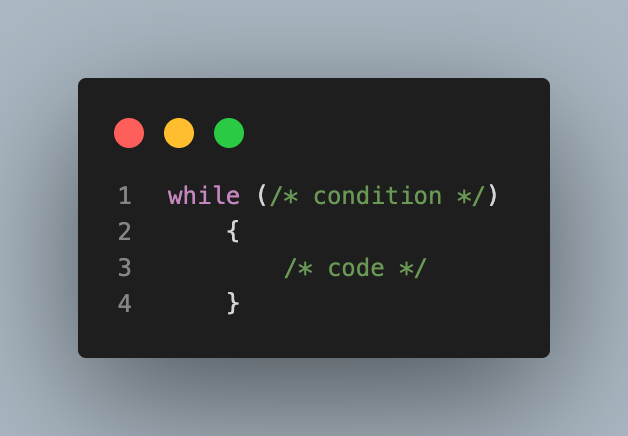 1 while (/* condition */)
2     {
3         /* code */
4     }